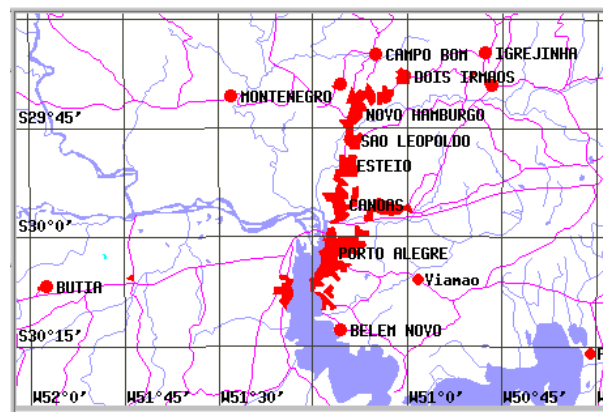 CAMPO BOM
IGREJINHA
DOIS IRMAOS
MONTENEGRO
S29°45'
NOVO HAMBURGO
SAO LEOPOLDO
ESTEIO
CANOAS
S30°0'
PORTO ALEGRE
BUTIA
Viamao
S30°15'
BELEM NOVO
P
W52°0' W51°45' W51°30' W51°0' W50°45' W